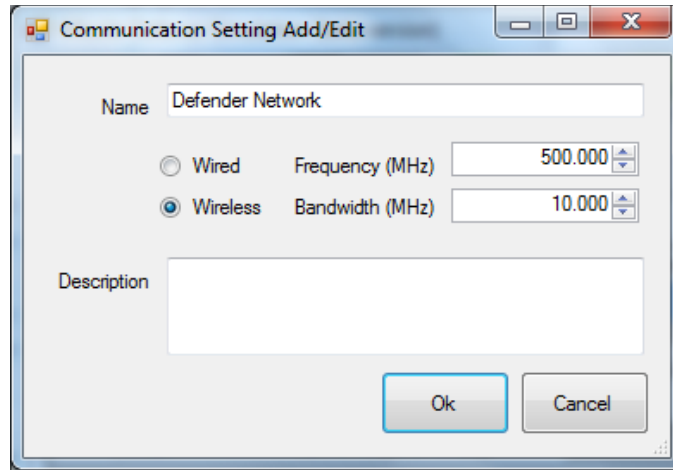 Communication Setting Add/Edit
Name Defender Network
Wired Frequency (MHz) 500.000
Wireless Bandwidth (MHz) 10.000
Description
Ok Cancel